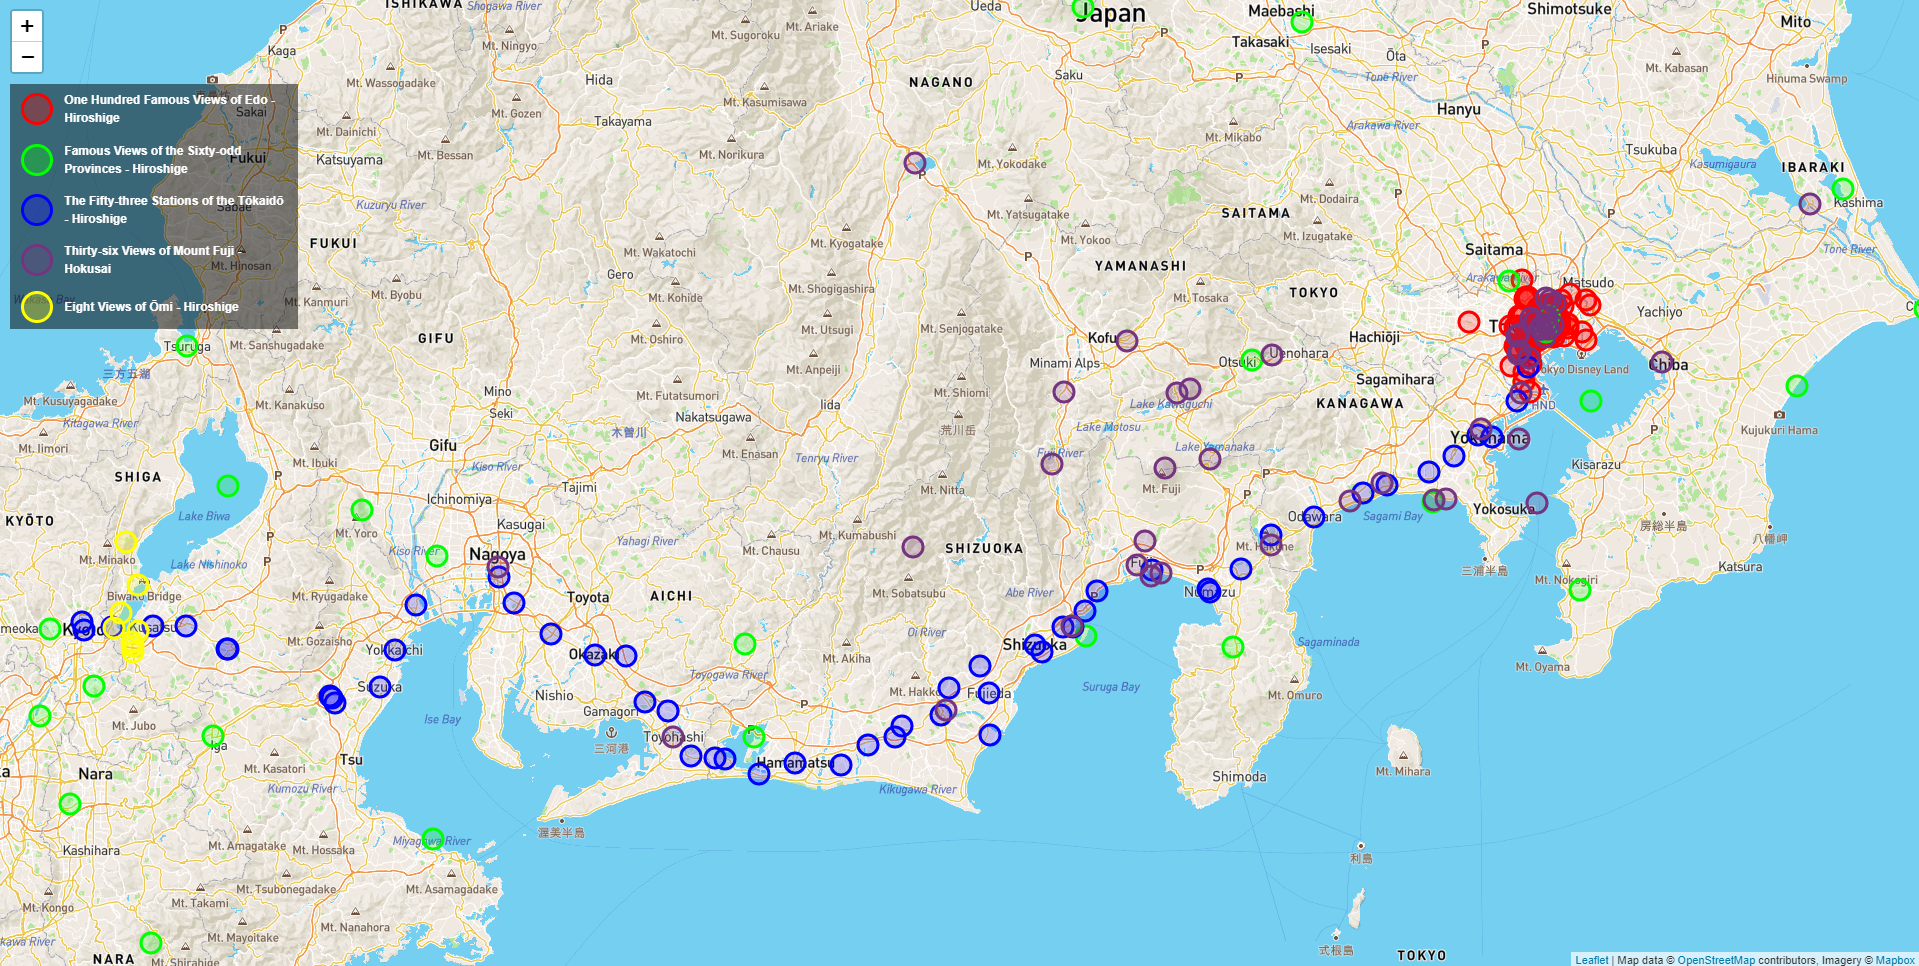 +
−
One Hundred Famous Views of Edo -
Hiroshige
Famous Views of the Sixty-odd
Provinces - Hiroshige
The Fifty-three Stations of the Tōkaidō
- Hiroshige
Thirty-six Views of Mount Fuji -
Hokusai
Eight Views of Ōmi - Hiroshige
ISHIKAWA
Shogawa River
Ueda
Japan
Maebashi
Shimotsuke
Mito
Kaga
Mt. Ningyo
Mt. Sugoroku
Mt. Ariake
Takasaki
Isesaki
Ōta
Mt. Wassogadake
Hida
NAGANO
Saku
Tone River
Mt. Kabasan
Hinuma Swamp
Sakai
Mt. Gozen
Mt. Kasumisawa
Hanyu
Mt. Dainichi
Takayama
Mt. Mikabo
Arakawa River
Fukui
Katsuyama
Mt. Bessan
Mt. Norikura
Mt. Yokodake
Tsukuba
Kasumigaura
IBARAKI
Sabae
Kuzuryu River
Mt. Yatsugatake
Mt. Dodaira
Kashima
SAITAMA
FUKUI
Mt. Wakatochi
Mt. Kyogatake
Mt. Yokoo
Mt. Izugatake
Saitama
Tone River
Mt. Hinosan
Gero
YAMANASHI
Arakawa River
Matsudo
Mt. Kanmuri
Mt. Byobu
Mt. Kohide
Mt. Shogigashira
Mt. Tosaka
TOKYO
Yachiyo
GIFU
Mt. Oshiro
Mt. Utsugi
Mt. Senjogatake
Kofu
Hachiōji
Tsuruga
Mt. Sanshugadake
Mt. Anpeiji
Minami Alps
Otsuki
Uenohara
Chiba
三方五湖
Tokyo Disney Land
Mt. Kusuyagadake
Mt. Kanakuso
Mino
Seki
Mt. Futatsumori
Iida
Mt. Shiomi
Lake Kawaguchi
Sagamihara
KANAGAWA
HND
Kitagawa River
Nakatsugawa
木曽川
荒川岳
Lake Motosu
Kujukuri Hama
Mt. Iimori
Gifu
Mt. Enasan
Tenryu River
Fuji River
Lake Yamanaka
Yokohama
Kisarazu
SHIGA
Mt. Ibuki
Kiso River
Tajimi
Mt. Nitta
Mt. Fuji
Ichinomiya
KYŌTO
Lake Biwa
Kasugai
Odawara
Sagami Bay
Yokosuka
房総半島
Mt. Yoro
Yahagi River
Mt. Kumabushi
八幡岬
Kiso River
Nagoya
Mt. Chausu
SHIZUOKA
Mt. Hakone
Mt. Minako
Lake Nishinoko
三浦半島
Katsura
Mt. Nokogiri
Biwako Bridge
Mt. Ryugadake
Toyota
AICHI
Mt. Sobatsubu
Abe River
Numazu
Kyoto
Kusatsu
Mt. Gozaisho
Oi River
Sagaminada
Yokkaichi
Okazaki
Mt. Akiha
Shizuoka
Mt. Oyama
Suzuka
Toyogawa River
Suruga Bay
Nishio
Mt. Hakko
Fujieda
Mt. Omuro
Mt. Jubo
Ise Bay
Gamagori
Iga
三河港
Toyohashi
Tsu
Hamamatsu
Nara
Mt. Kasatori
Shimoda
Mt. Mihara
Kumozu River
Kikugawa River
Miyagawa River
渥美半島
Kashihara
Mt. Amagatake
Mt. Hossaka
利島
Mt. Tsubonegadake
Mt. Asamagadake
Mt. Kongo
Mt. Takami
Mt. Nanahora
Mt. Mayoitake
式根島
NARA
Mt. Shirahige
TOKYO
Leaflet | Map data © OpenStreetMap contributors, Imagery © Mapbox